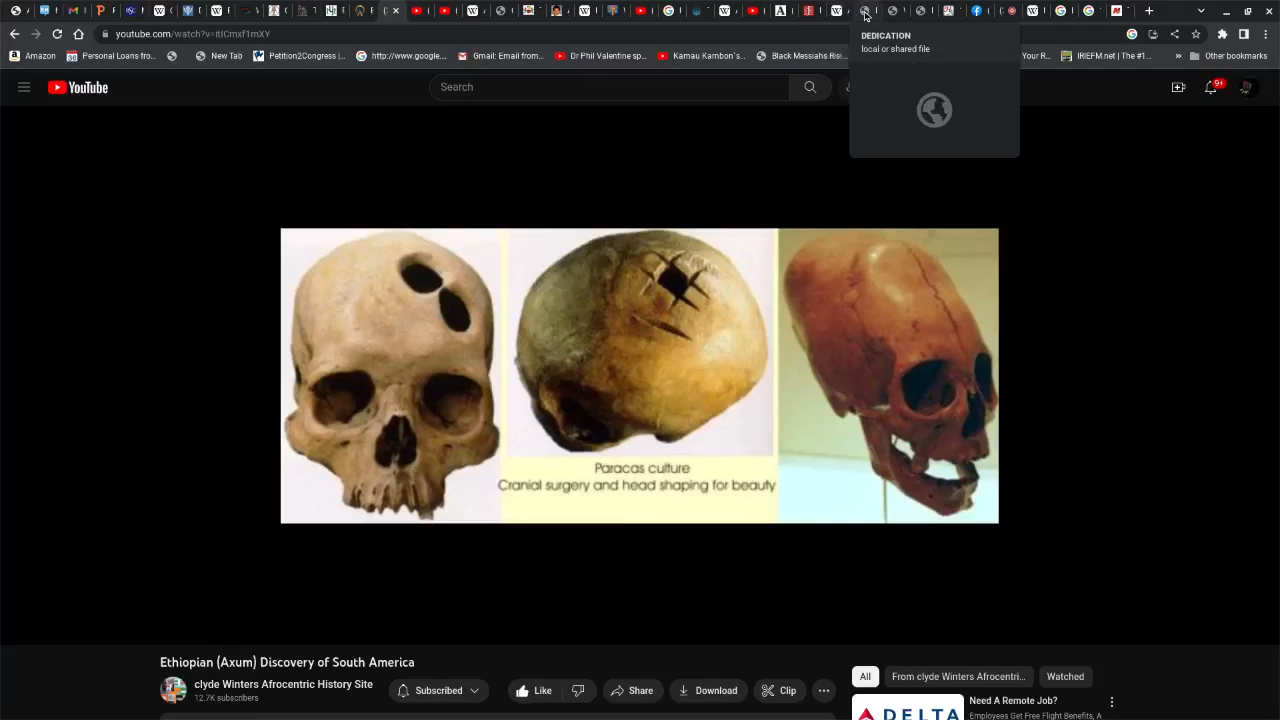 youtube.com/watch?v=itICmxf1mXY
DEDICATION
local or shared file
Amazon
Personal Loans fro...
New Tab
Petition2Congress |...
http://www.google...
Gmail: Email from...
Dr Phil Valentine sp...
Kamau Kambon`s...
Black Messiahs Risi...
Your R...
IRIEFM.net | The #1...
»
Other bookmarks
YouTube
Search
9+
Paracas culture
Cranial surgery and head shaping for beauty
Ethiopian (Axum) Discovery of South America
clyde Winters Afrocentric History Site
12.7K subscribers
Subscribed
Like
Share
Download
Clip
All
From clyde Winters Afrocentri...
Watched
Need A Remote Job?
Employees Get Free Flight Benefits, A
DELTA